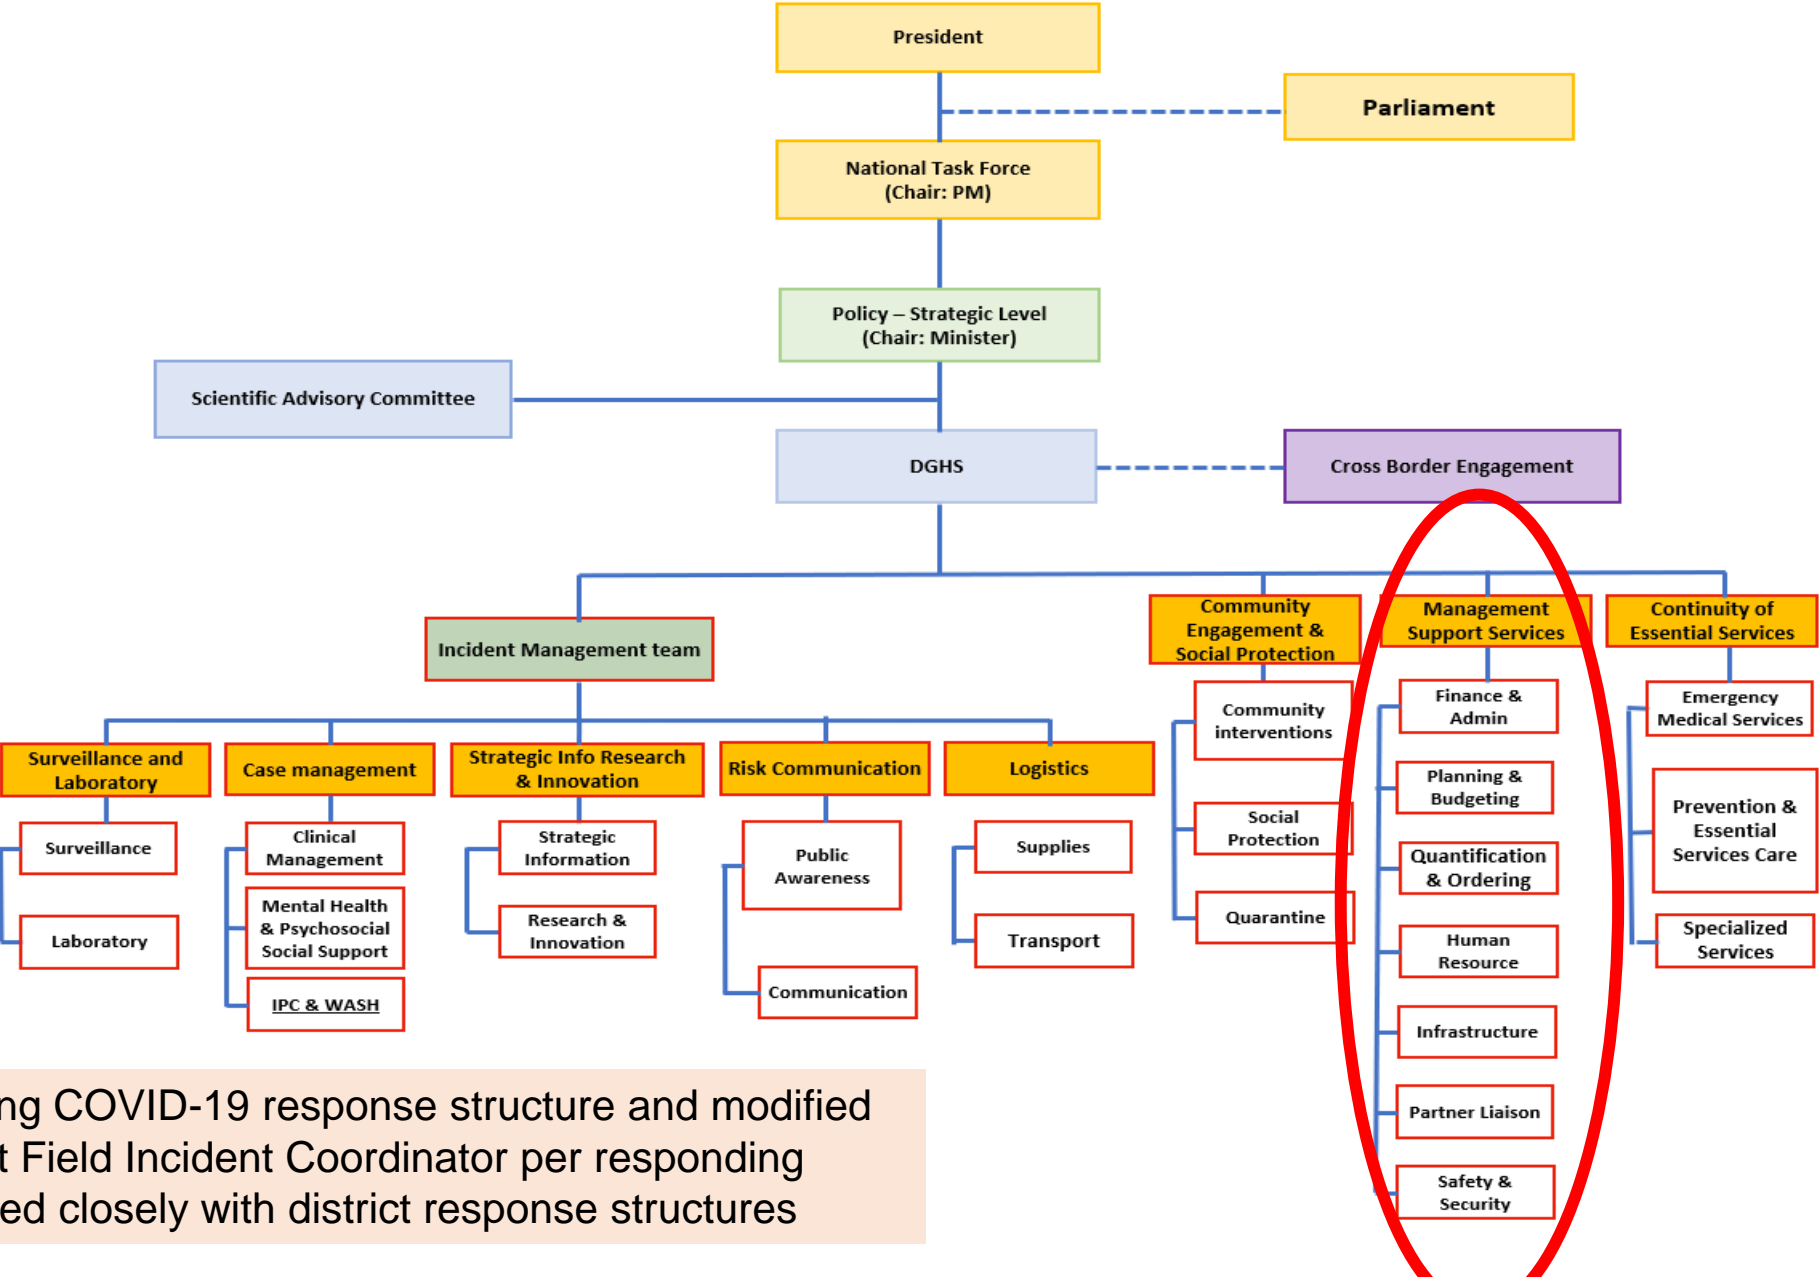 President
Parliament
National Task Force
(Chair: PM)
Policy – Strategic Level
(Chair: Minister)
Scientific Advisory Committee
DGHS
Cross Border Engagement
Incident Management team
Community
Engagement &
Social Protection
Management
Support Services
Continuity of
Essential Services
Surveillance and
Laboratory
Case management
Strategic Info Research
& Innovation
Risk Communication
Logistics
Surveillance
Laboratory
Clinical
Management
Mental Health
& Psychosocial
Social Support
IPC & WASH
Strategic
Information
Research &
Innovation
Public
Awareness
Communication
Supplies
Transport
Community
interventions
Social
Protection
Quarantine
Finance &
Admin
Planning &
Budgeting
Quantification
& Ordering
Human
Resource
Infrastructure
Partner Liaison
Safety &
Security
Emergency
Medical Services
Prevention &
Essential
Services Care
Specialized
Services
ng COVID-19 response structure and modified
t Field Incident Coordinator per responding
ed closely with district response structures